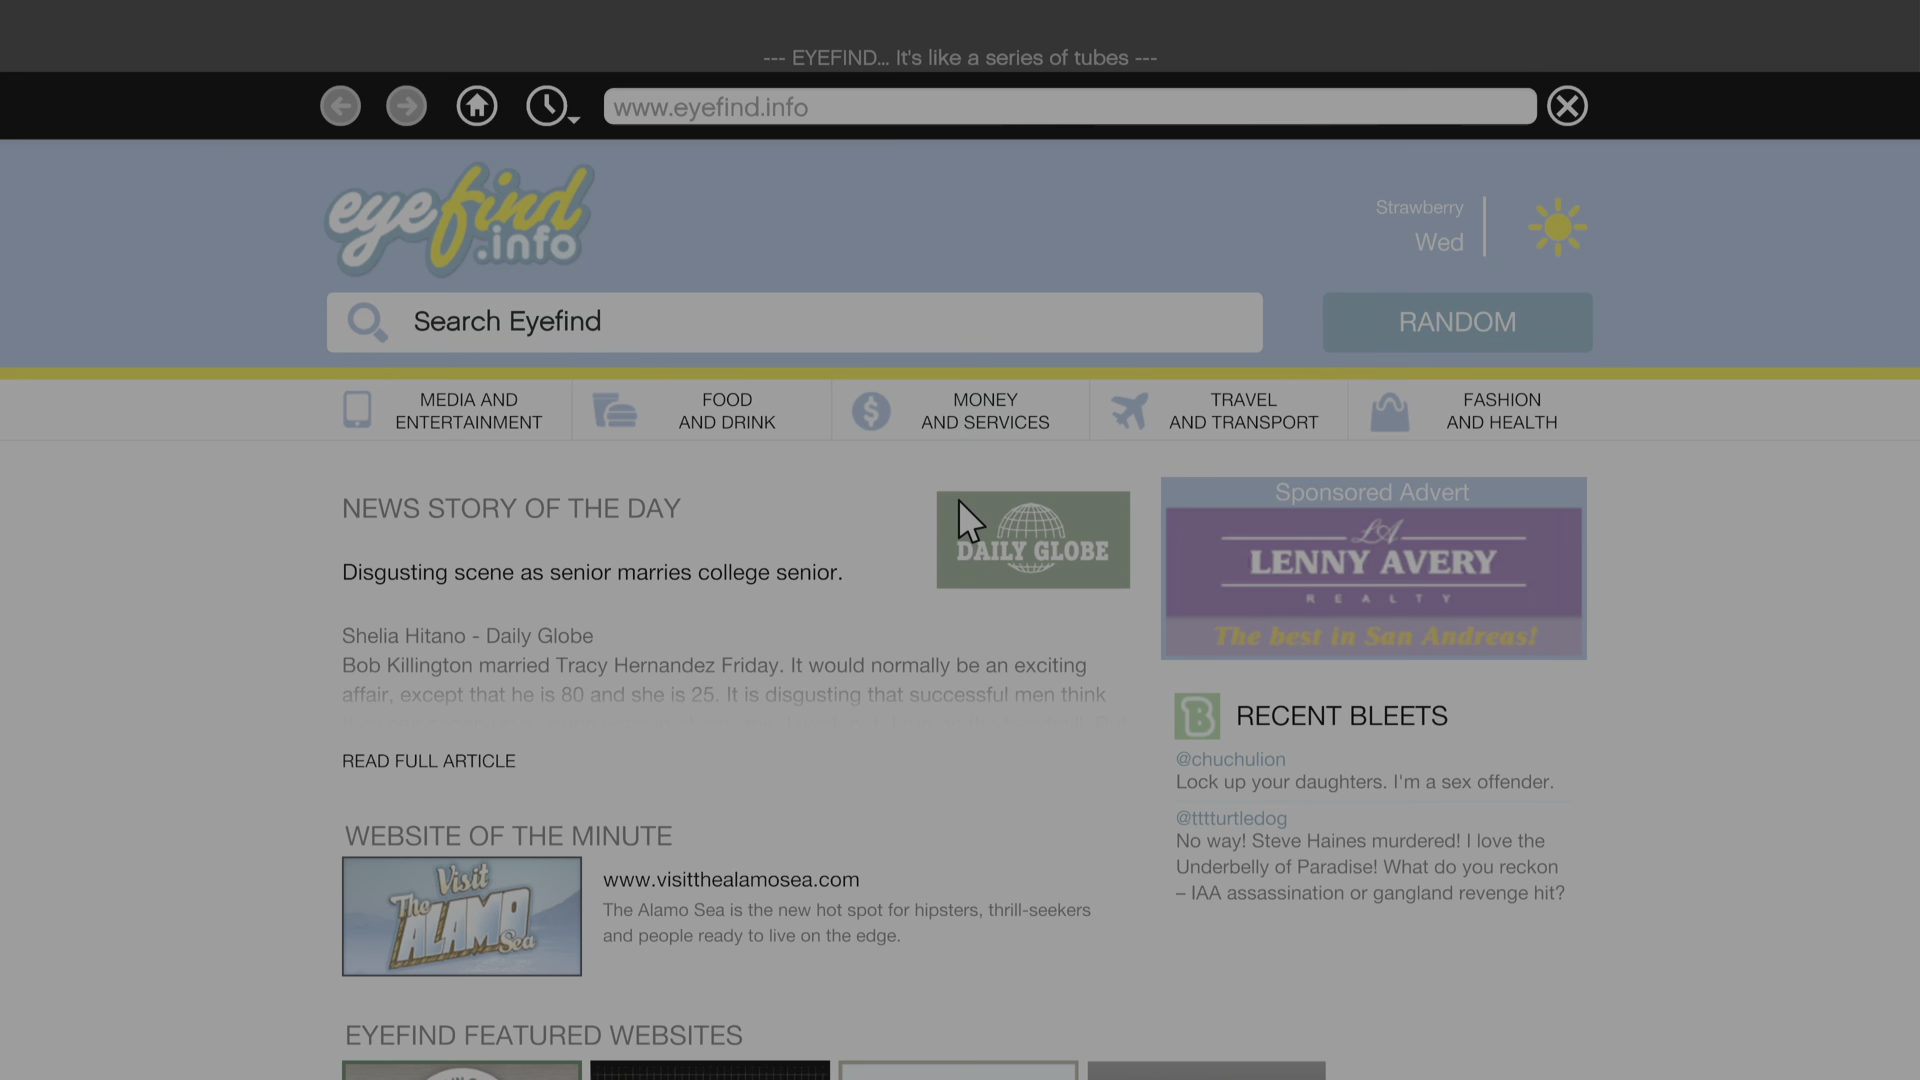 --- EYEFIND... It's like a series of tubes ---
www.eyefind.info
eyefind
.info
Strawberry
Wed
Search Eyefind
RANDOM
MEDIA AND
ENTERTAINMENT
FOOD
AND DRINK
MONEY
AND SERVICES
TRAVEL
AND TRANSPORT
FASHION
AND HEALTH
NEWS STORY OF THE DAY
DAILY GLOBE
Disgusting scene as senior marries college senior.
Shelia Hitano - Daily Globe
Bob Killington married Tracy Hernandez Friday. It would normally be an exciting
affair, except that he is 80 and she is 25. It is disgusting that successful men think
READ FULL ARTICLE
Sponsored Advert
LA
LENNY AVERY
REALTY
The best in San Andreas!
B RECENT BLEETS
@chuchulion
Lock up your daughters. I'm a sex offender.
@tttturtledog
No way! Steve Haines murdered! I love the
Underbelly of Paradise! What do you reckon
– IAA assassination or gangland revenge hit?
WEBSITE OF THE MINUTE
Visit
The
ALAMO
Sea
www.visitthealamosea.com
The Alamo Sea is the new hot spot for hipsters, thrill-seekers
and people ready to live on the edge.
EYEFIND FEATURED WEBSITES